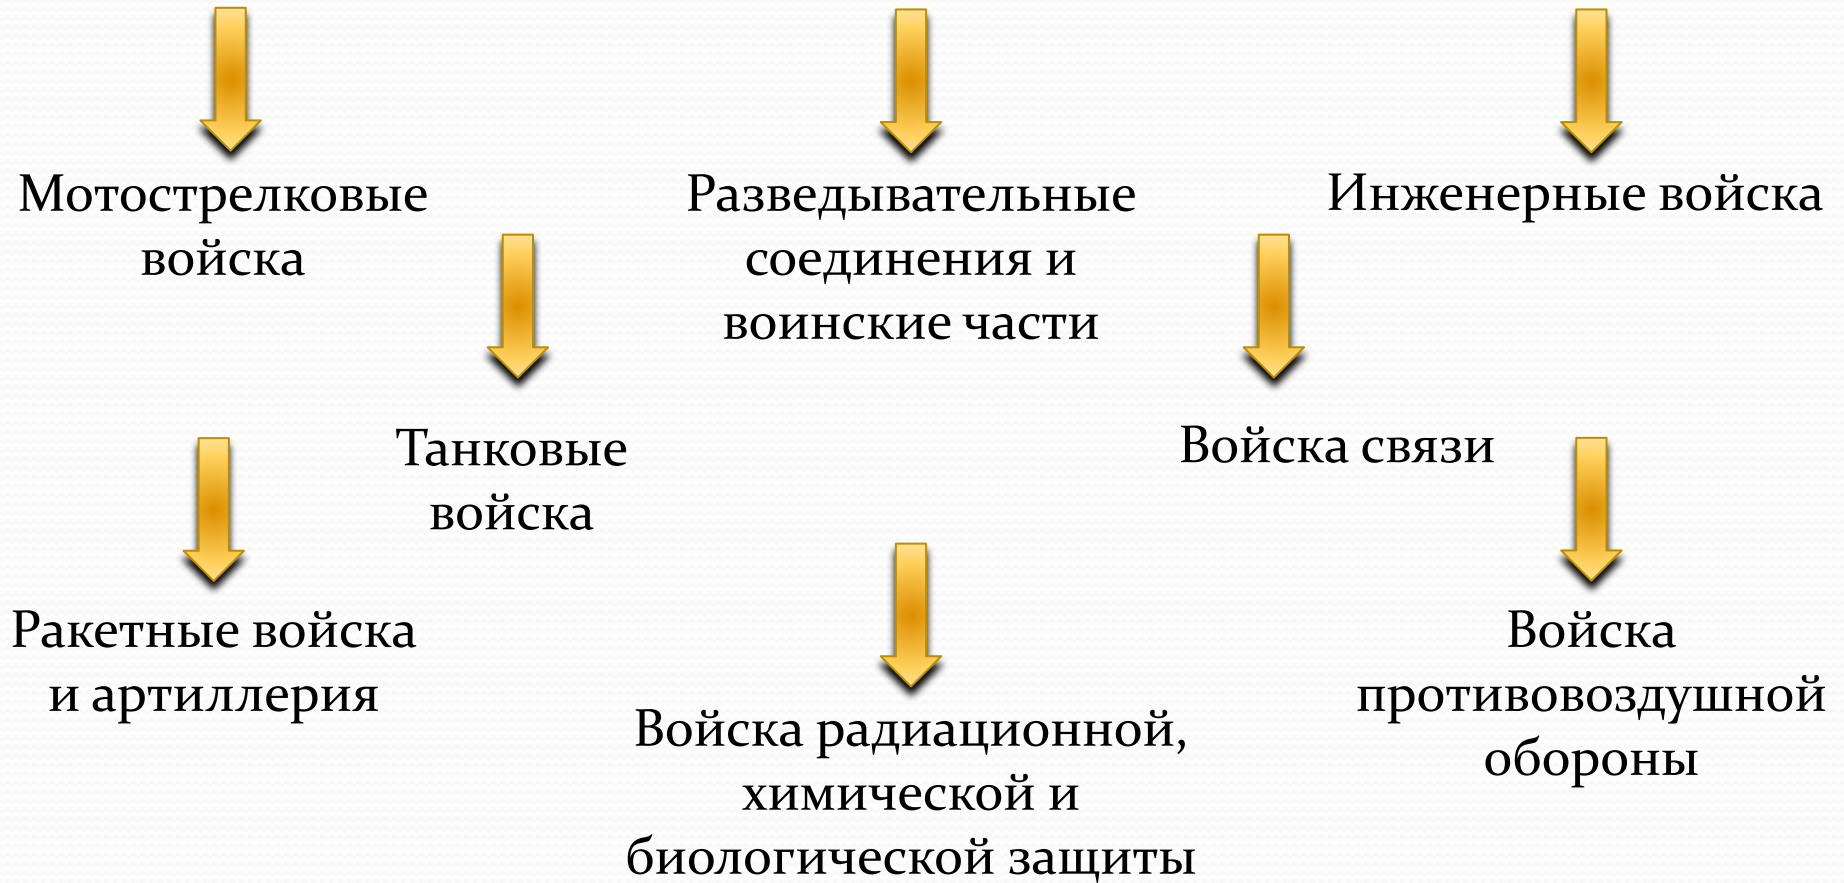 Мотострелковые
войска
Разведывательные
соединения и
воинские части
Инженерные войска
Танковые
войска
Войска связи
Ракетные войска
и артиллерия
Войска радиационной,
химической и
биологической защиты
Войска
противовоздушной
обороны